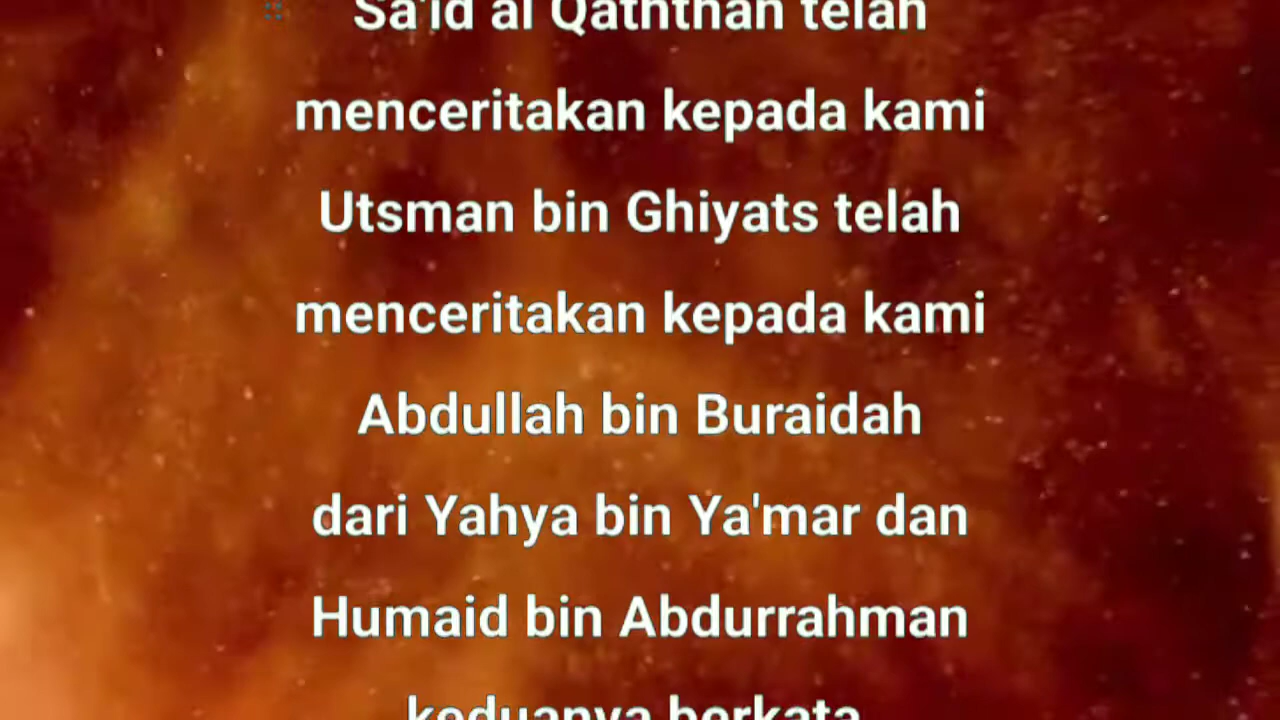 Sa'id al Qaththan telah
menceritakan kepada kami
Utsman bin Ghiyats telah
menceritakan kepada kami
Abdullah bin Buraidah
dari Yahya bin Ya'mar dan
Humaid bin Abdurrahman
keduanya berkata